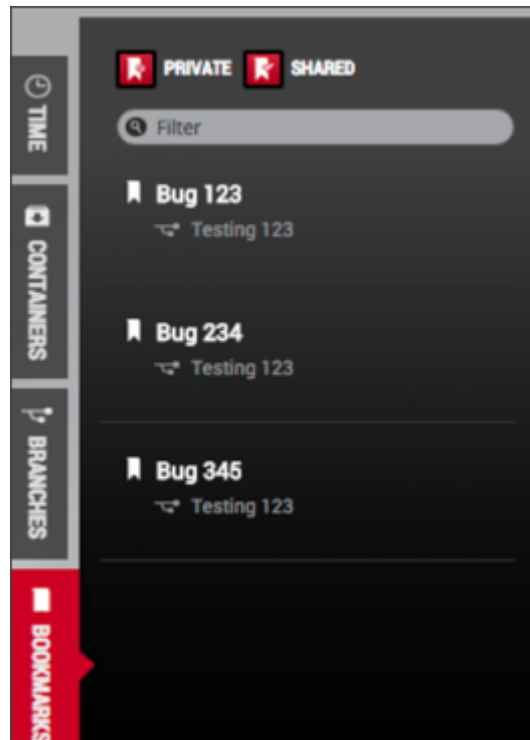 PRIVATE SHARED
Filter
Bug 123
Testing 123
Bug 234
Testing 123
Bug 345
Testing 123
TIME
CONTAINERS
BRANCHES
BOOKMARKS